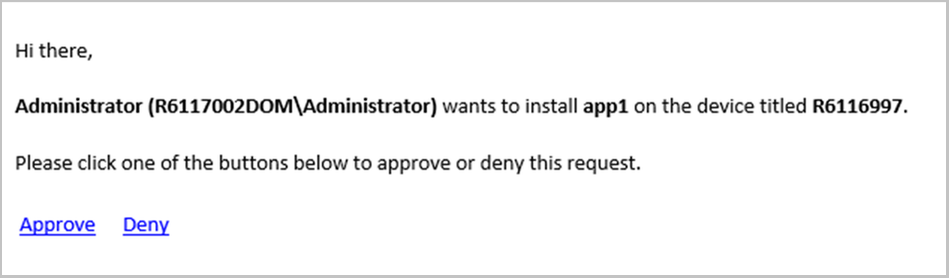 Hi there,
Administrator (R6117002DOM\Administrator) wants to install app1 on the device titled R6116997.
Please click one of the buttons below to approve or deny this request.
Approve Deny